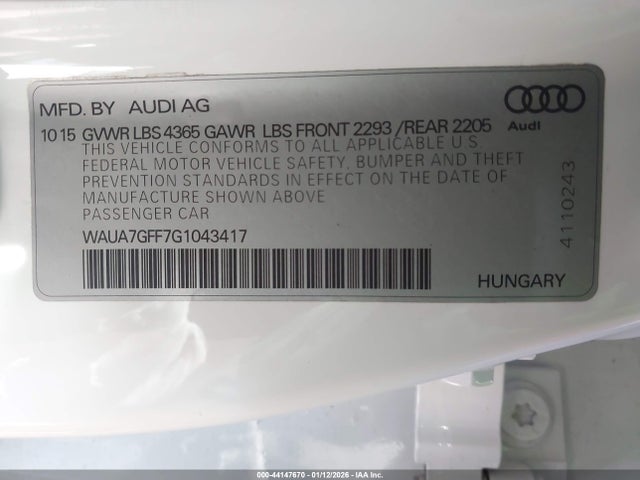 MFD. BY AUDI AG
10 15 GVWR LBS 4365 GAWR LBS FRONT 2293 /REAR 2205
THIS VEHICLE CONFORMS TO ALL APPLICABLE U S
FEDERAL MOTOR VEHICLE SAFETY, BUMPER AND THEFT
PREVENTION STANDARDS IN EFFECT ON THE DATE OF
MANUFACTURE SHOWN ABOVE
PASSENGER CAR
WAUA7GFF7G1043417
HUNGARY
Audi
4110243
000-44147670 - 01/12/2026 - IAA Inc.